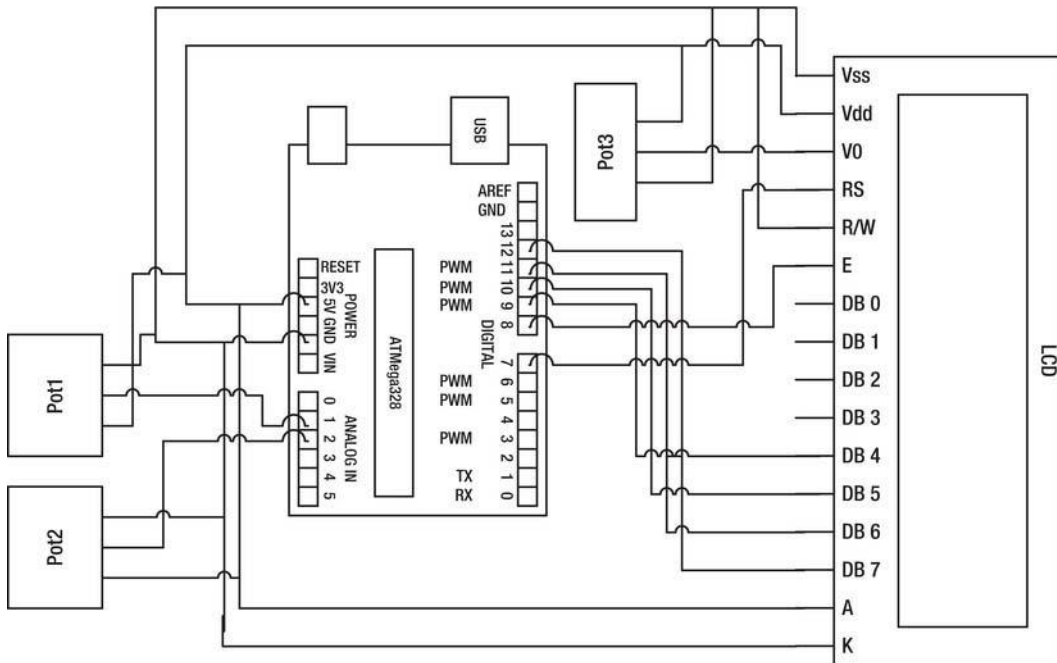 USB
Pot3
AREF
GND
13
12
11
10
9
8
PWM
PWM
PWM
DIGITAL
7
6
5
4
3
2
1
0
PWM
PWM
PWM
TX
RX
RESET
3V3
5V
GND
VIN
POWER
0
1
2
3
4
5
ANALOG IN
ATMega328
Pot1
Pot2
Vss
Vdd
V0
RS
R/W
E
DB 0
DB 1
DB 2
DB 3
DB 4
DB 5
DB 6
DB 7
A
K
LCD